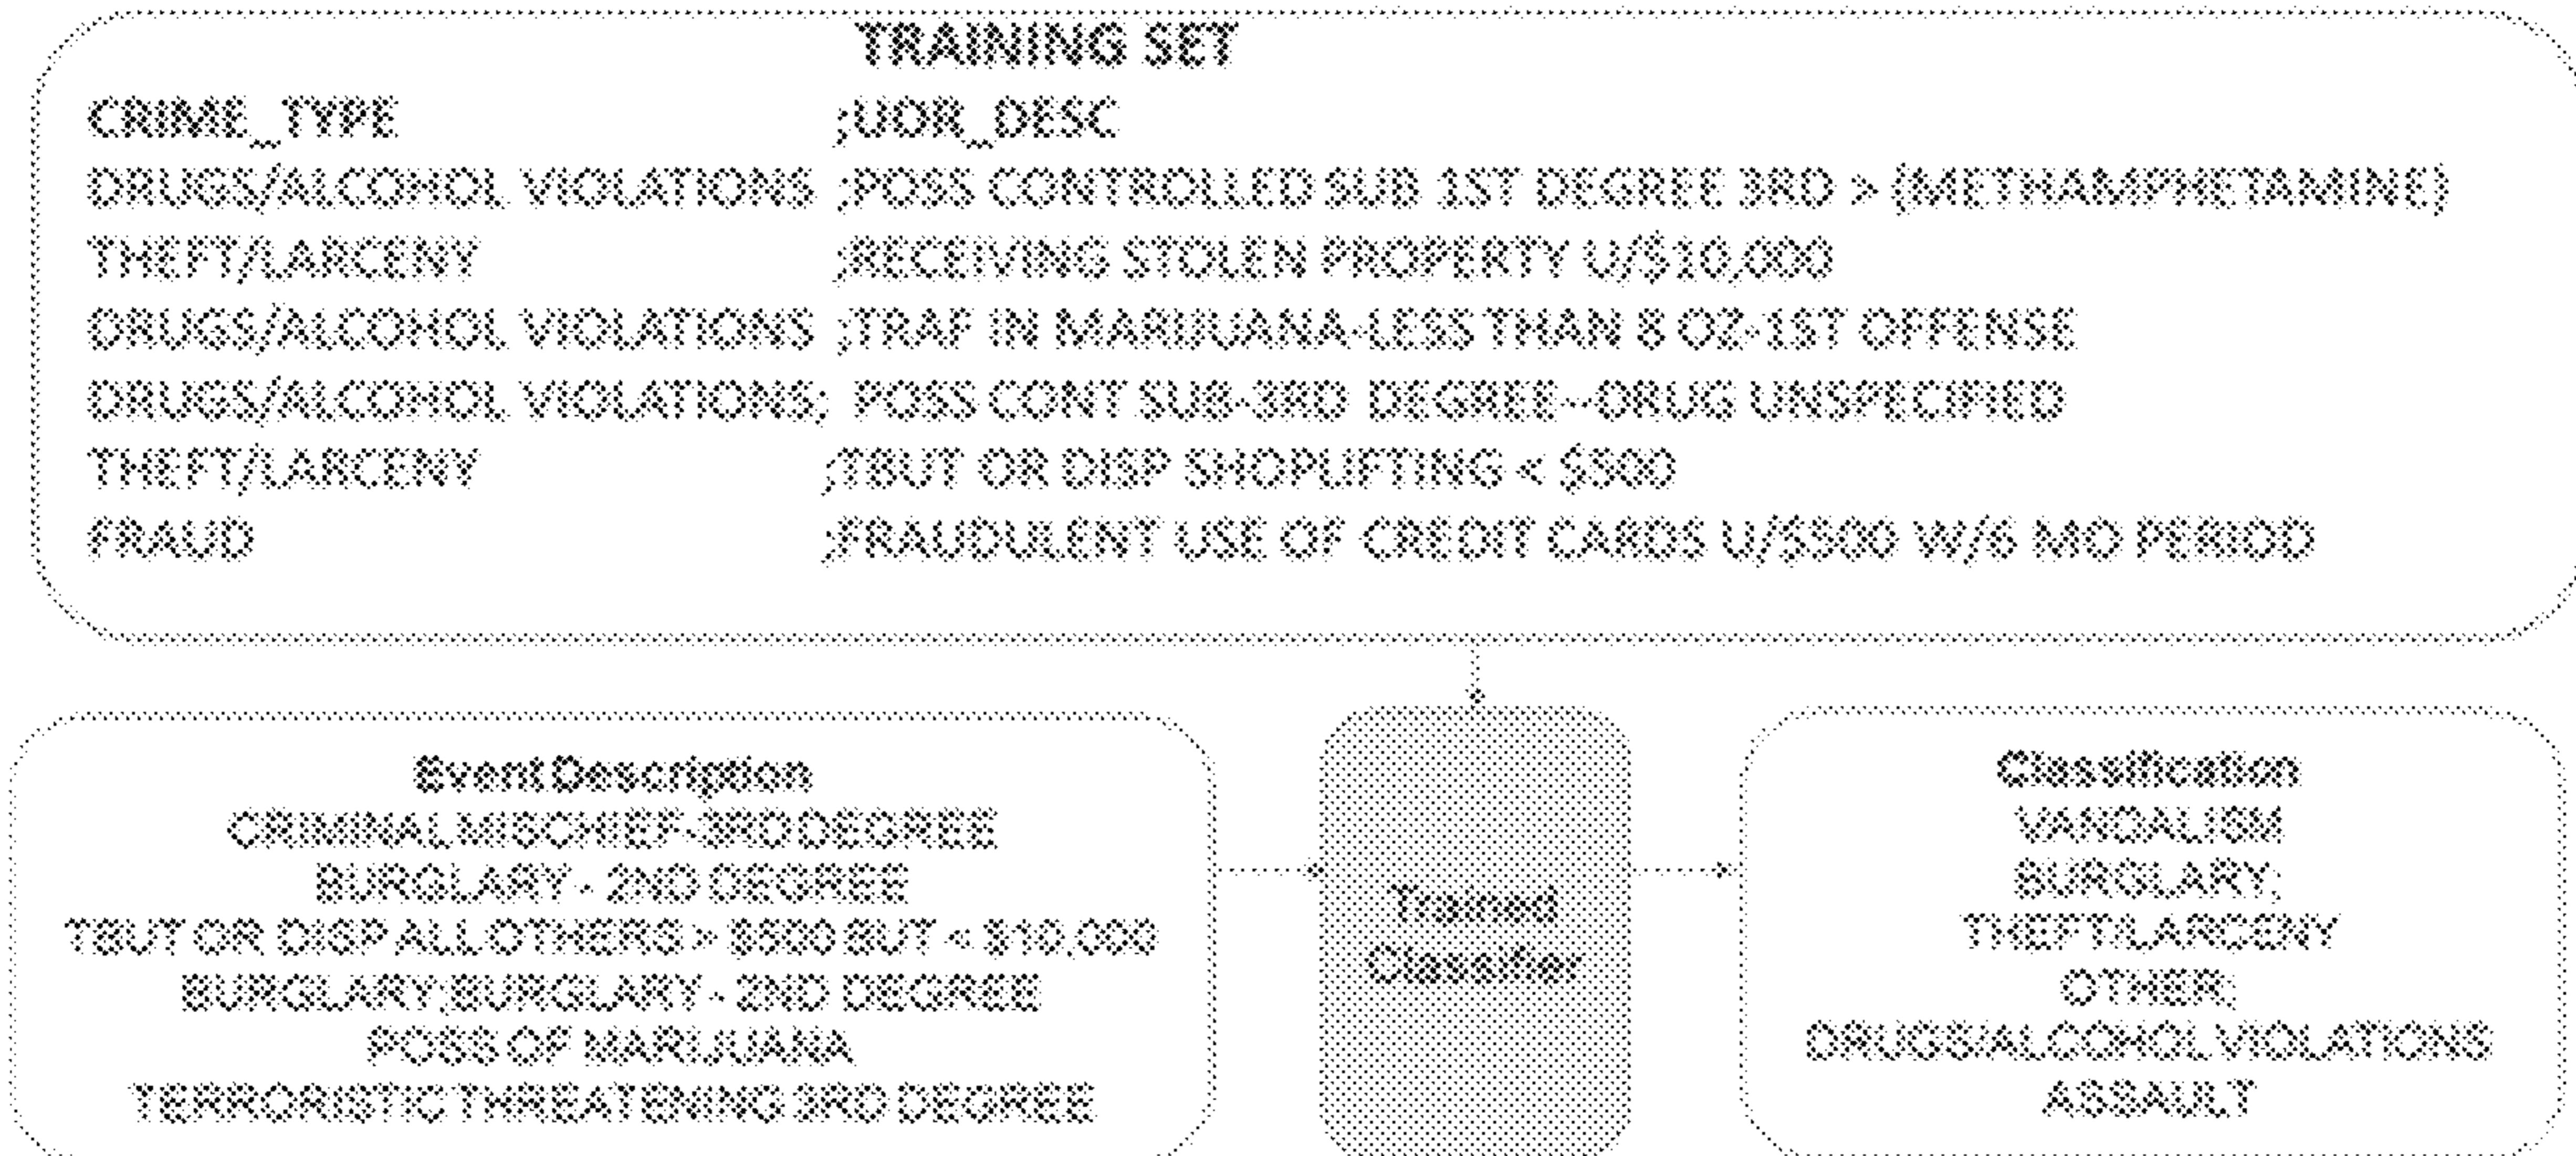 TRAINING SET
CRIME_TYPE ;UOR_DESC
DRUGS/ALCOHOL VIOLATIONS ;POSS CONTROLLED SUB 1ST DEGREE 3RD > (METHAMPHETAMINE)
THEFT/LARCENY ;RECEIVING STOLEN PROPERTY U/$10,000
DRUGS/ALCOHOL VIOLATIONS ;TRAF IN MARIJUANA-LESS THAN 8 OZ-1ST OFFENSE
DRUGS/ALCOHOL VIOLATIONS; POSS CONT SUB-3RD DEGREE--DRUG UNSPECIFIED
THEFT/LARCENY ;TBUT OR DISP SHOPLIFTING < $500
FRAUD ;FRAUDULENT USE OF CREDIT CARDS U/$500 W/6 MO PERIOD
Event Description
CRIMINAL MISCHIEF-3RD DEGREE
BURGLARY - 2ND DEGREE
TBUT OR DISP ALL OTHERS > $500 BUT < $10,000
BURGLARY;BURGLARY - 2ND DEGREE
POSS OF MARIJUANA
TERRORISTIC THREATENING 3RD DEGREE
Trained
Classifier
Classification
VANDALISM
BURGLARY;
THEFT/LARCENY
OTHER;
DRUGS/ALCOHOL VIOLATIONS
ASSAULT